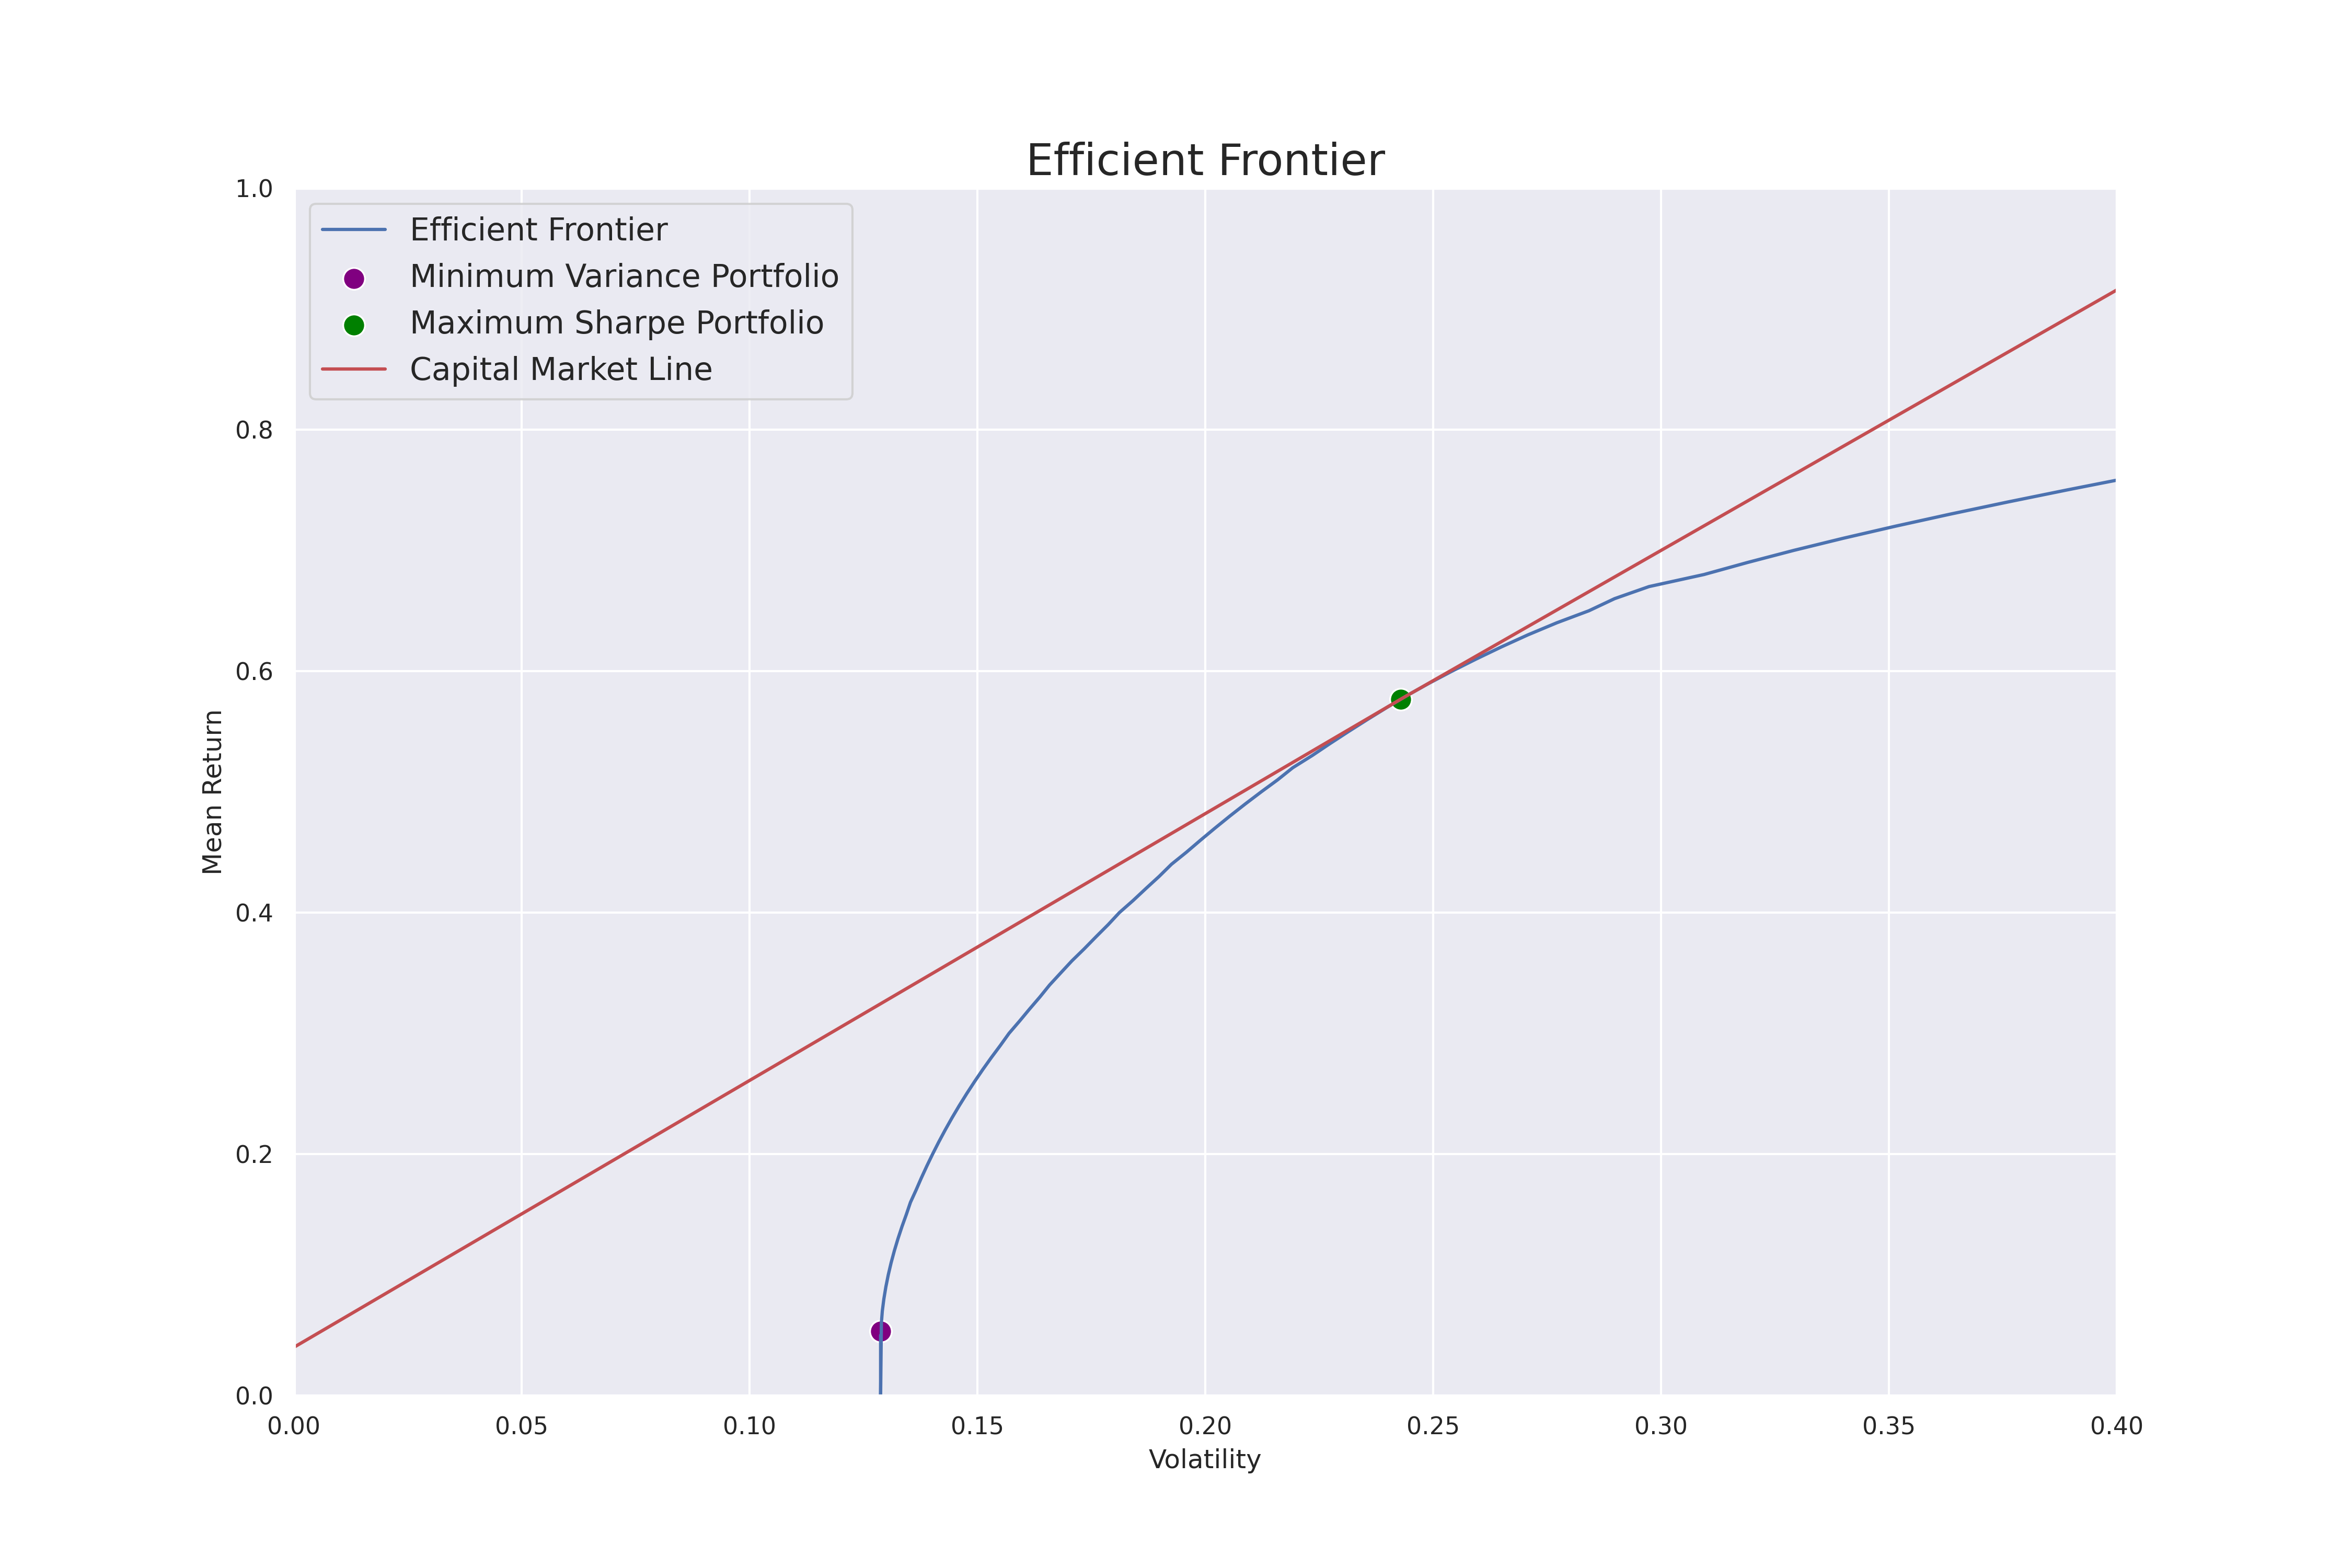 Efficient Frontier
1.0
0.8
0.6
0.4
0.2
0.0
Mean Return
Efficient Frontier
Minimum Variance Portfolio
Maximum Sharpe Portfolio
Capital Market Line
0.00 0.05 0.10 0.15 0.20 0.25 0.30 0.35 0.40
Volatility